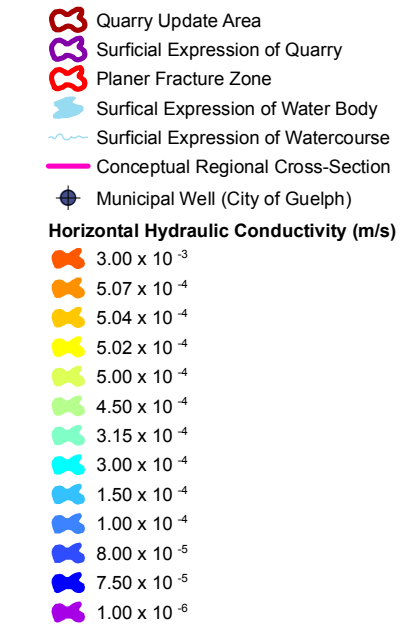 Quarry Update Area
Surficial Expression of Quarry
Planer Fracture Zone
Surfical Expression of Water Body
Surficial Expression of Watercourse
Conceptual Regional Cross-Section
Municipal Well (City of Guelph)
Horizontal Hydraulic Conductivity (m/s)
3.00 x 10 -3
5.07 x 10 -4
5.04 x 10 -4
5.02 x 10 -4
5.00 x 10 -4
4.50 x 10 -4
3.15 x 10 -4
3.00 x 10 -4
1.50 x 10 -4
1.00 x 10 -4
8.00 x 10 -5
7.50 x 10 -5
1.00 x 10 -6